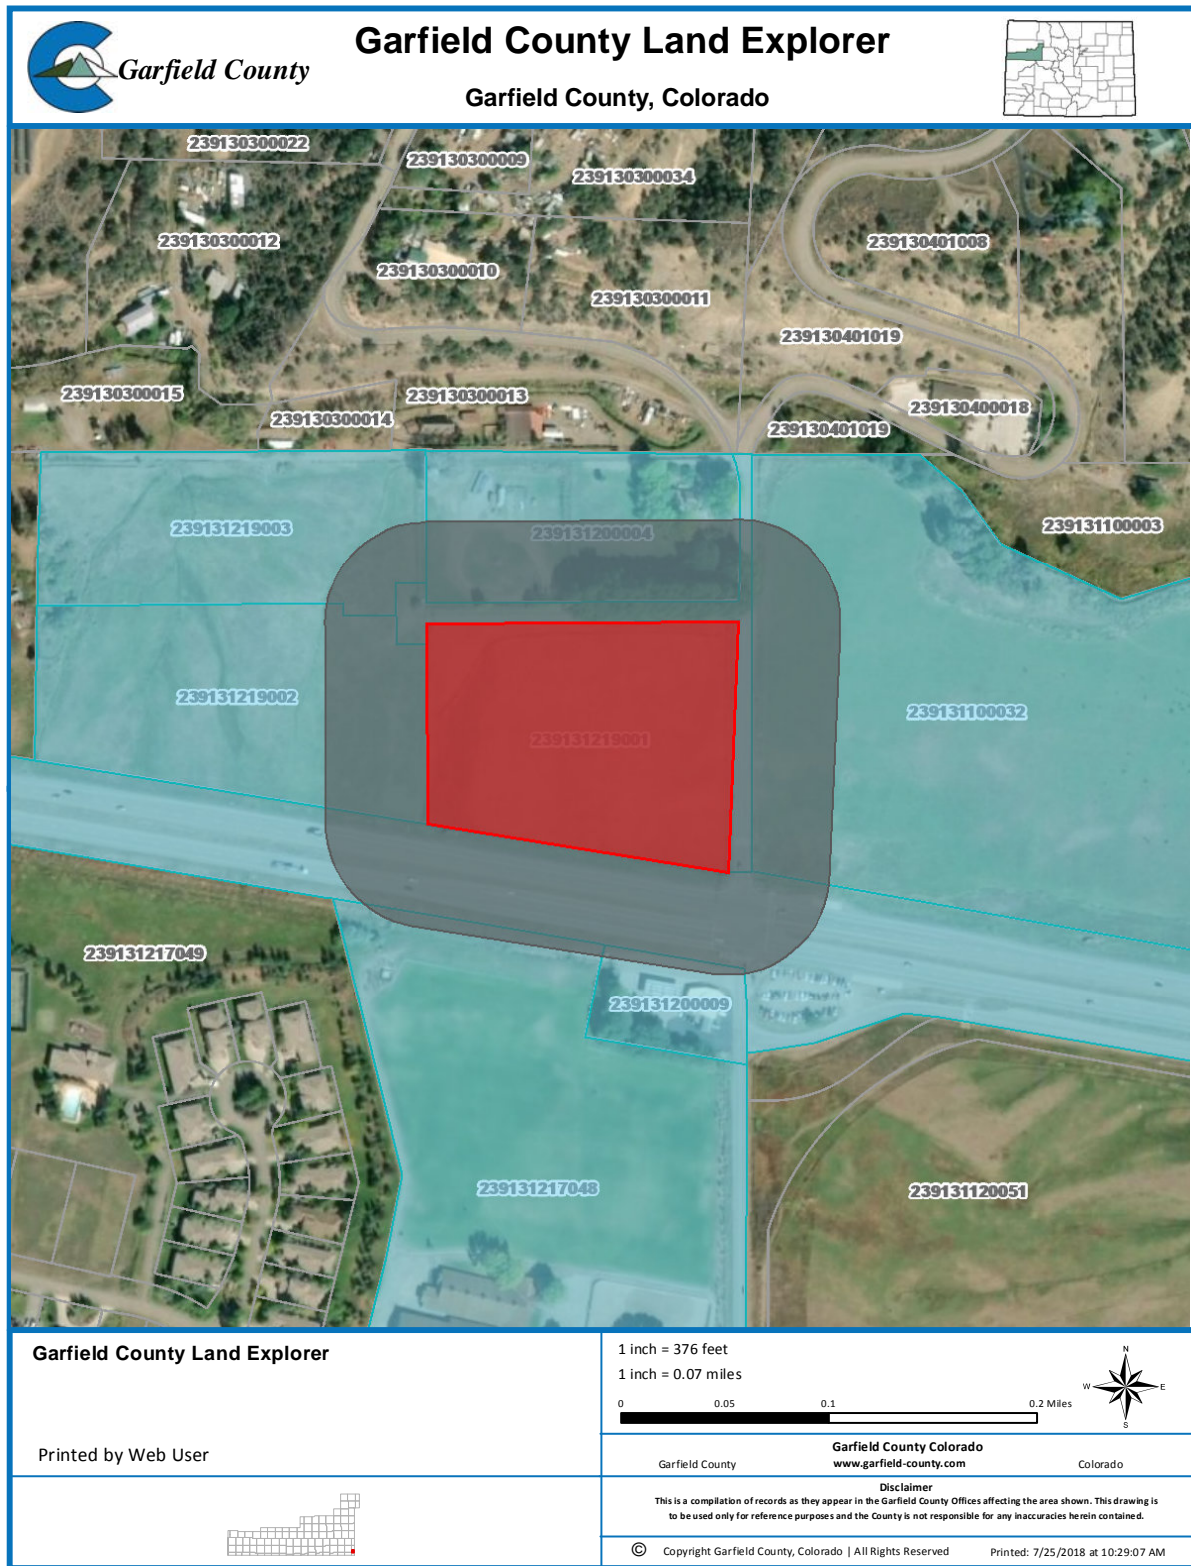 Garfield County
Garfield County Land Explorer
Garfield County, Colorado
239130300022
239130300009
239130300034
239130300012
239130401008
239130300010
239130300011
239130401019
239130300015
239130300013
239130400018
239130300014
239130401019
239131219003
239131200004
239131100003
239131219002
239131100032
239131219001
239131217049
239131200009
239131217048
239131120051
Garfield County Land Explorer
Printed by Web User
1 inch = 376 feet
1 inch = 0.07 miles
0 0.05 0.1 0.2 Miles
N
W E
S
Garfield County Colorado
Garfield County www.garfield-county.com Colorado
Disclaimer
This is a compilation of records as they appear in the Garfield County Offices affecting the area shown. This drawing is
to be used only for reference purposes and the County is not responsible for any inaccuracies herein contained.
© Copyright Garfield County, Colorado | All Rights Reserved Printed: 7/25/2018 at 10:29:07 AM